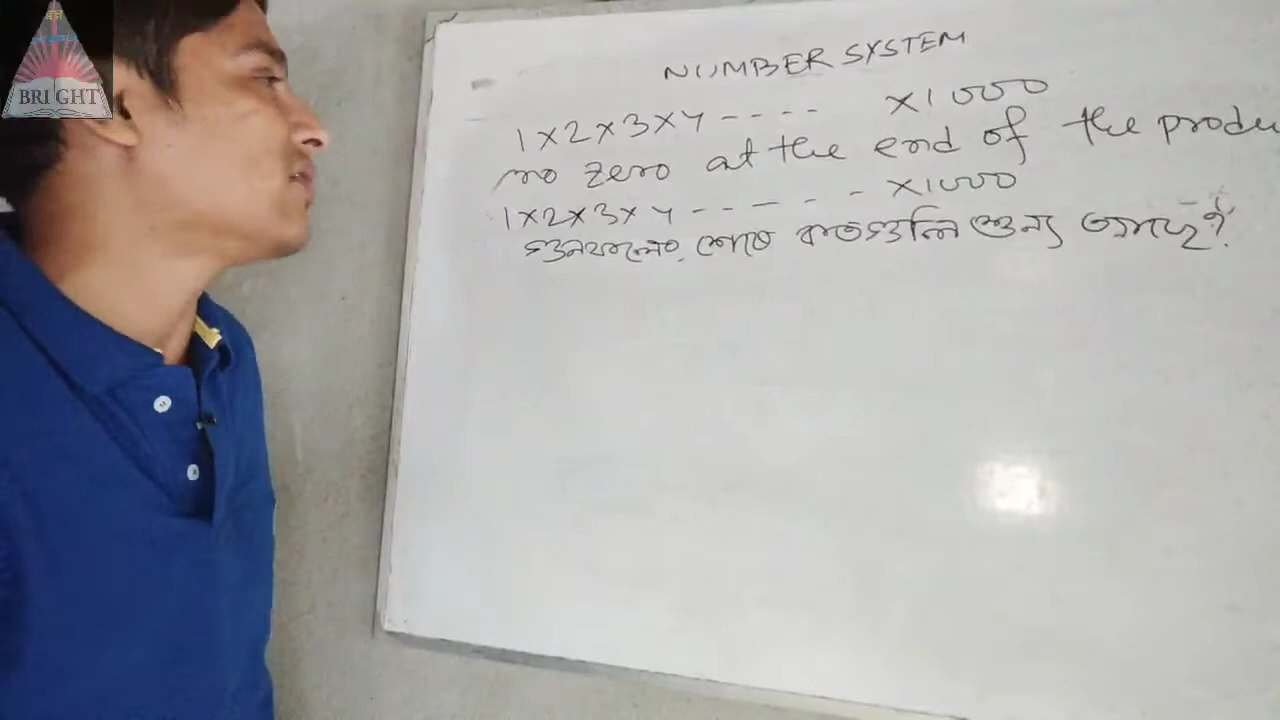 BRIGHT
NUMBER SYSTEM
1×2×3×4---- ×1000
no zero at the end of the produ
1×2×3×4------ ×1000
গুনফলের শেষে কতগুলি শুন্য আছে?